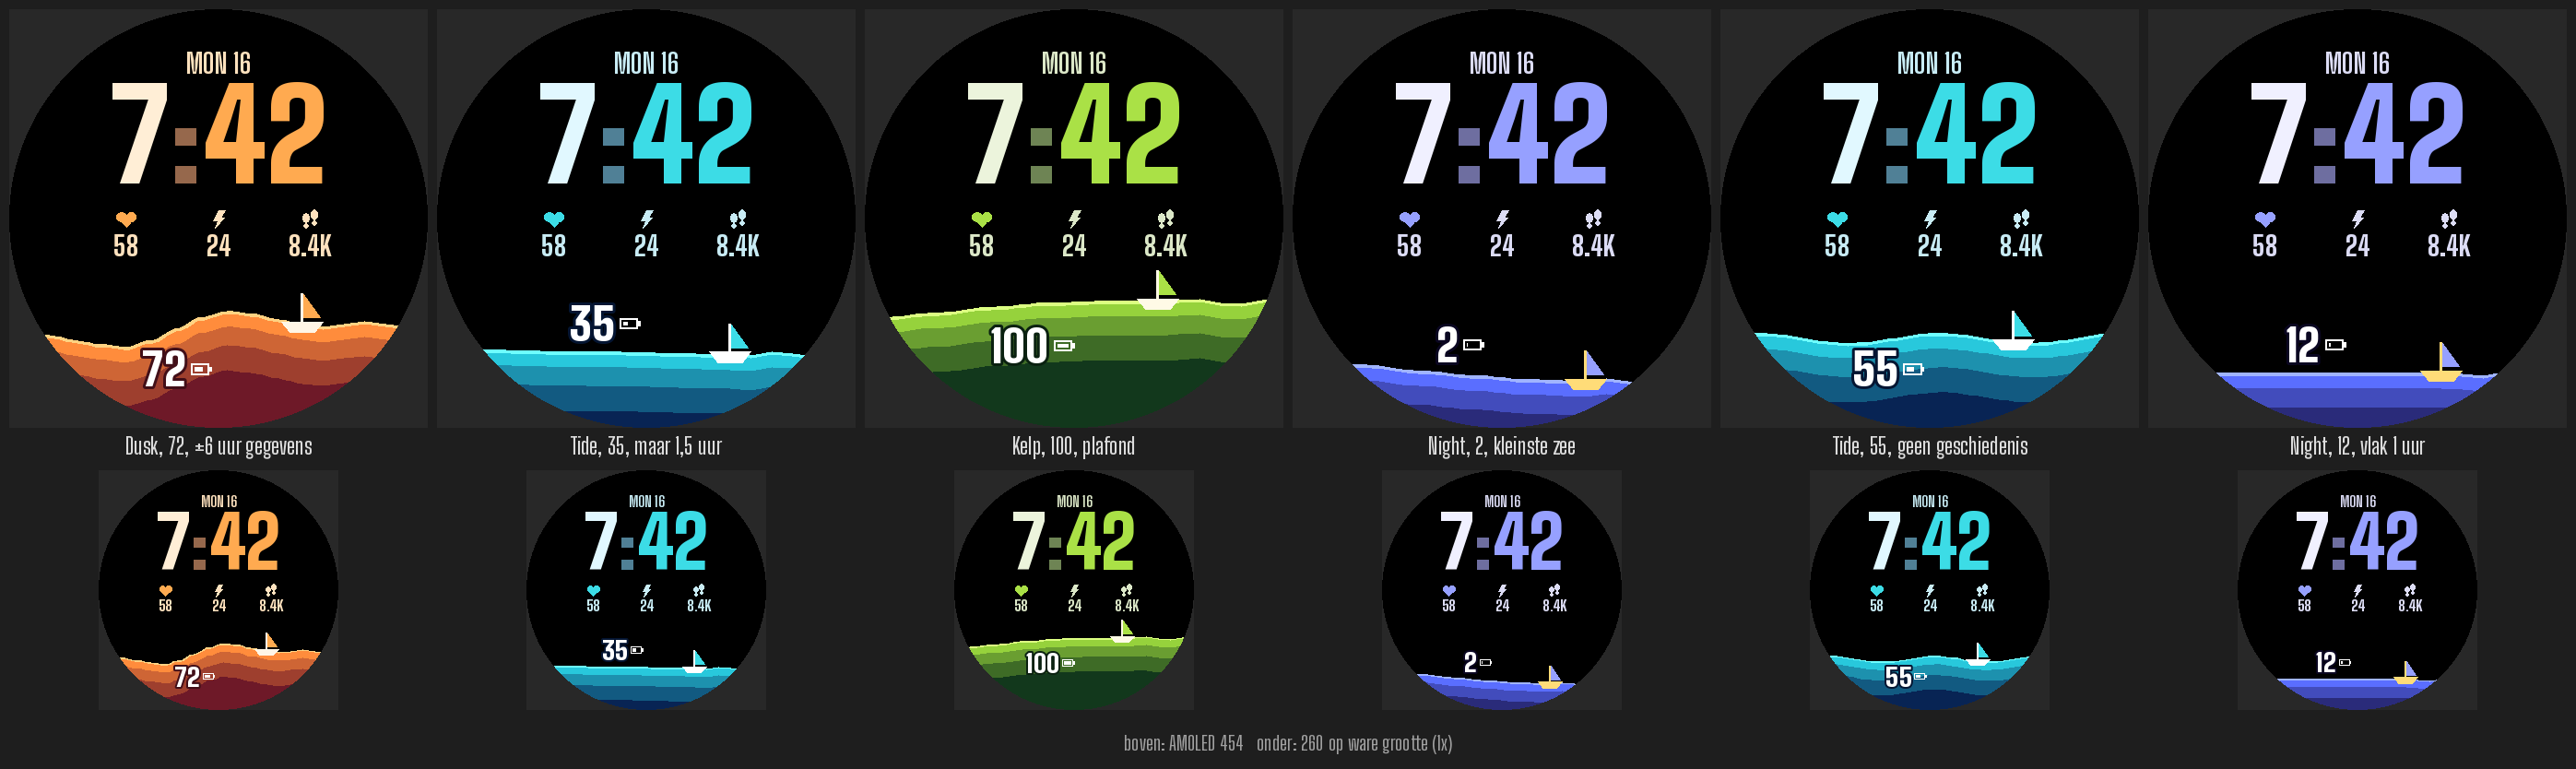 MON 16
7:42
58 24 8.4K
72
MON 16
7:42
58 24 8.4K
35
MON 16
7:42
58 24 8.4K
100
MON 16
7:42
58 24 8.4K
2
MON 16
7:42
58 24 8.4K
55
MON 16
7:42
58 24 8.4K
12
Dusk, 72, ±6 uur gegevens
Tide, 35, maar 1,5 uur
Kelp, 100, plafond
Night, 2, kleinste zee
Tide, 55, geen geschiedenis
Night, 12, vlak 1 uur
MON 16
7:42
58 24 8.4K
72
MON 16
7:42
58 24 8.4K
35
MON 16
7:42
58 24 8.4K
100
MON 16
7:42
58 24 8.4K
2
MON 16
7:42
58 24 8.4K
55
MON 16
7:42
58 24 8.4K
12
boven: AMOLED 454 onder: 260 op ware grootte (1x)